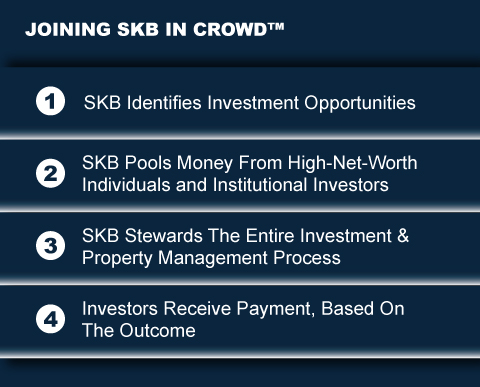 JOINING SKB IN CROWD™
1 SKB Identifies Investment Opportunities
2 SKB Pools Money From High-Net-Worth
Individuals and Institutional Investors
3 SKB Stewards The Entire Investment &
Property Management Process
4 Investors Receive Payment, Based On
The Outcome